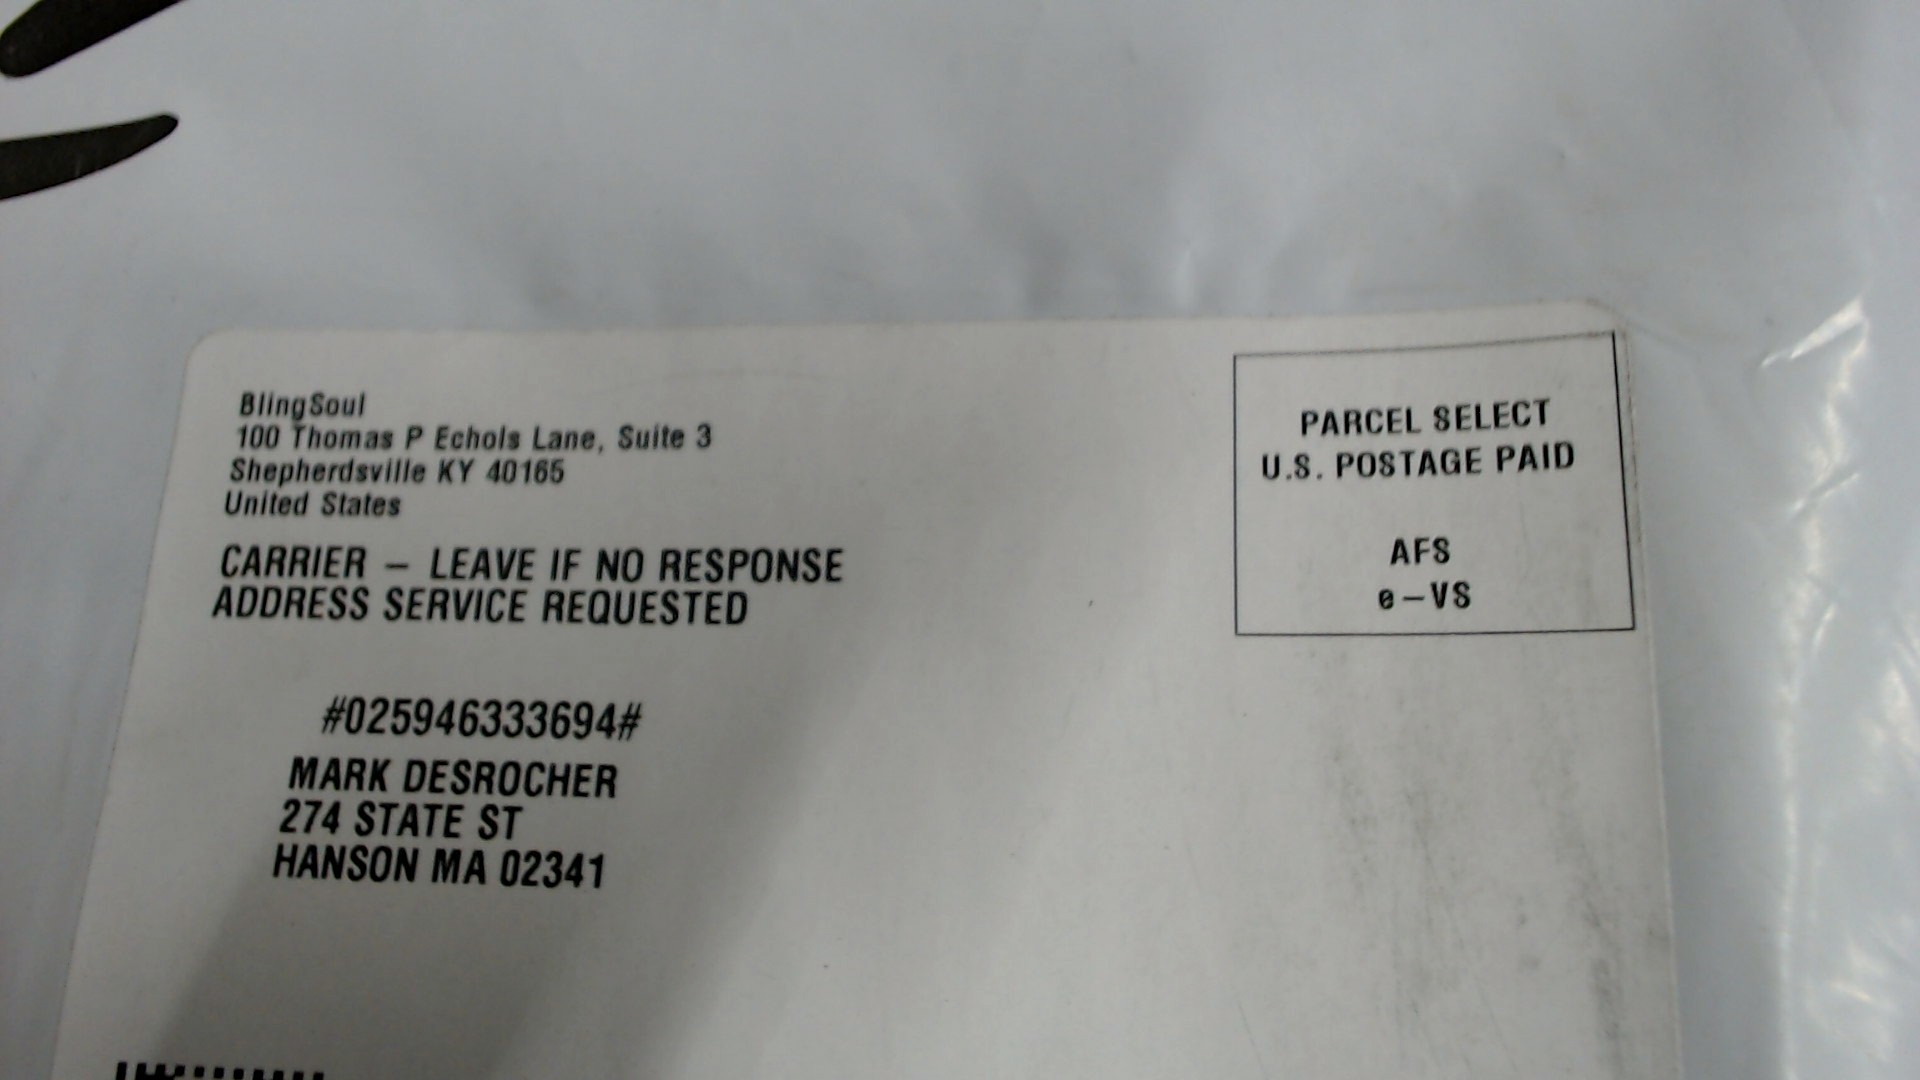 BlingSoul
100 Thomas P Echols Lane, Suite 3
Shepherdsville KY 40165
United States
CARRIER – LEAVE IF NO RESPONSE
ADDRESS SERVICE REQUESTED
PARCEL SELECT
U.S. POSTAGE PAID
AFS
e–VS
#025946333694#
MARK DESROCHER
274 STATE ST
HANSON MA 02341